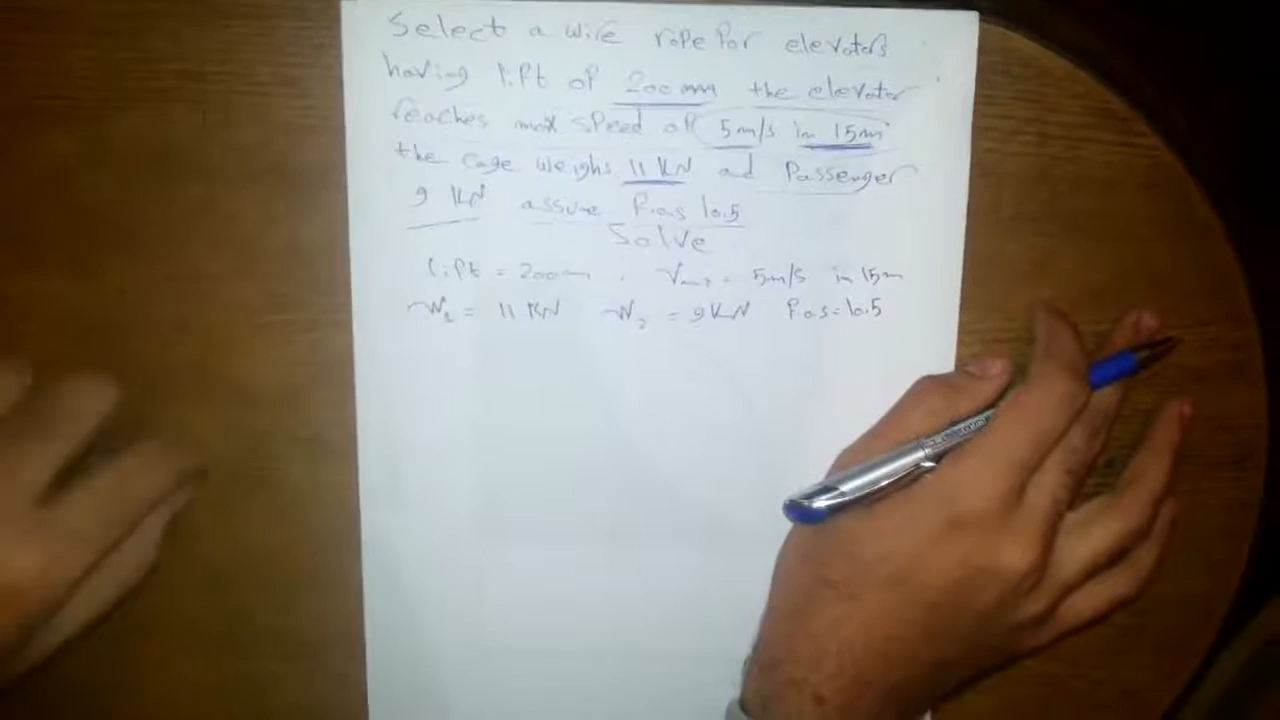 Select a wire rope for elevators
having lift of 200 m the elevator
reaches max speed of 5 m/s in 15 m
the cage weighs 11 KN and Passenger
9 KN assume F.o.s 10.5
Solve
lift = 200 m , Vmax = 5 m/s in 15 m
W1 = 11 KN W2 = 9 KN F.o.s = 10.5